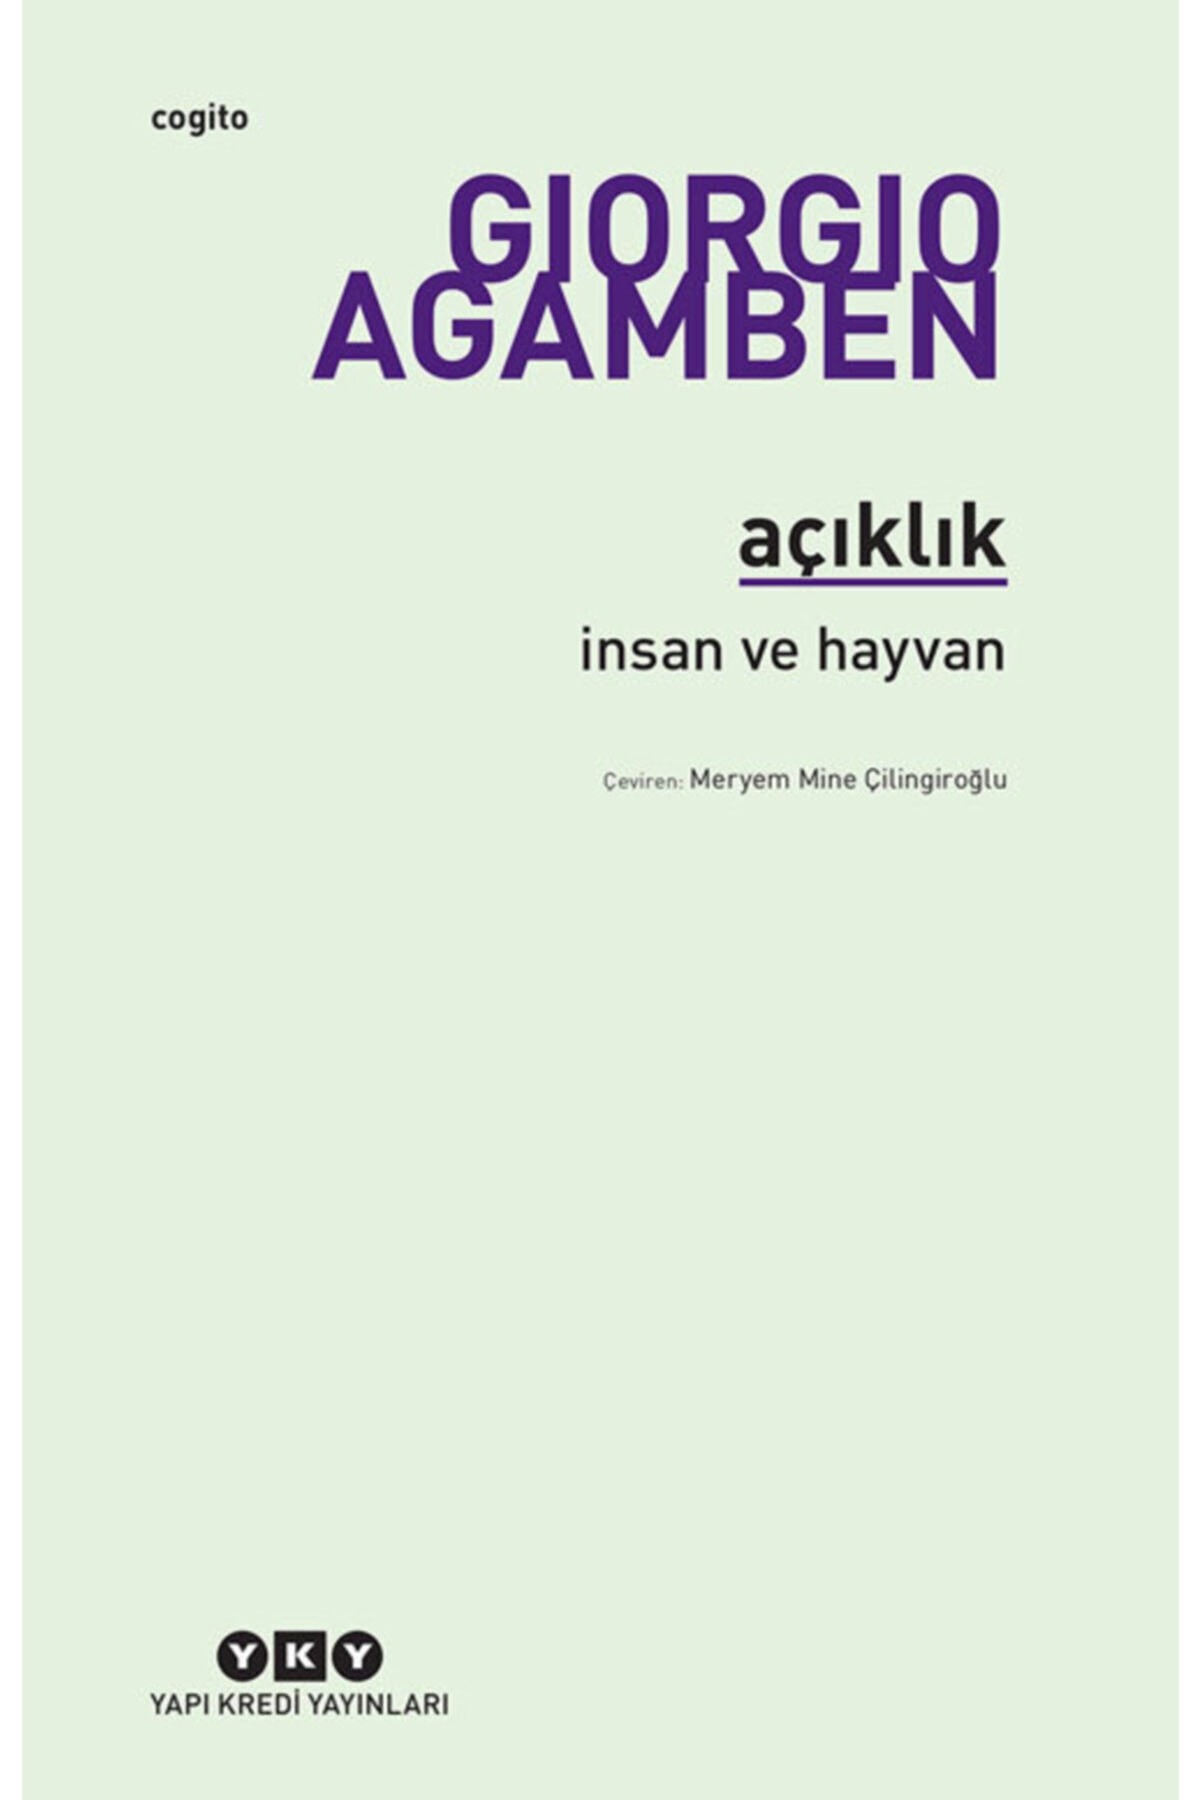 cogito
GIORGIO
AGAMBEN
açıklık
insan ve hayvan
Çeviren: Meryem Mine Çilingiroğlu
YKY
YAPI KREDİ YAYINLARI